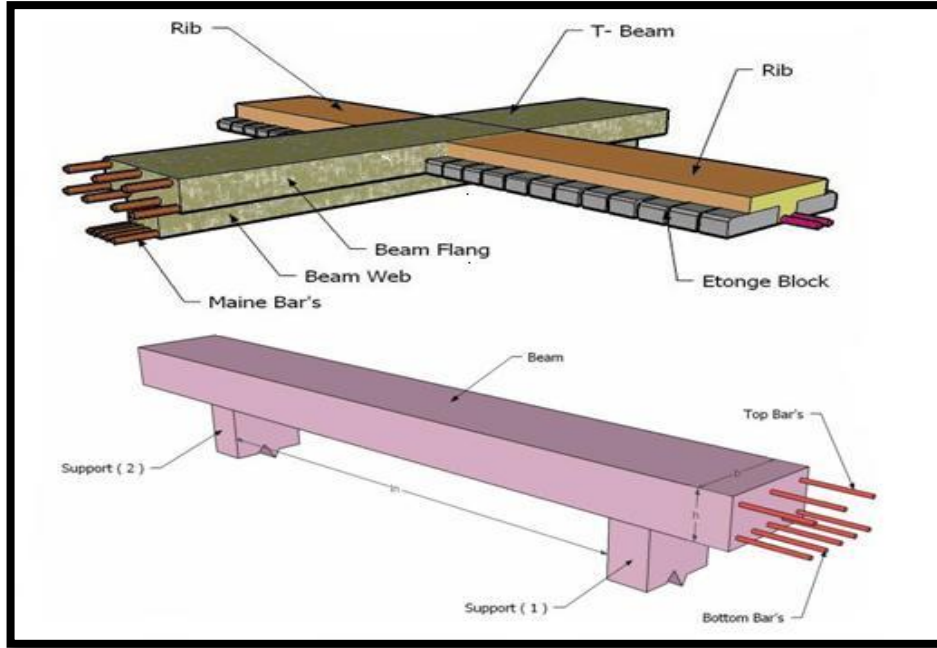 Rib
T- Beam
Rib
Beam Flang
Beam Web
Etonge Block
Maine Bar's
Beam
Top Bar's
Support ( 2 )
b
ln
h
Support ( 1 )
Bottom Bar's